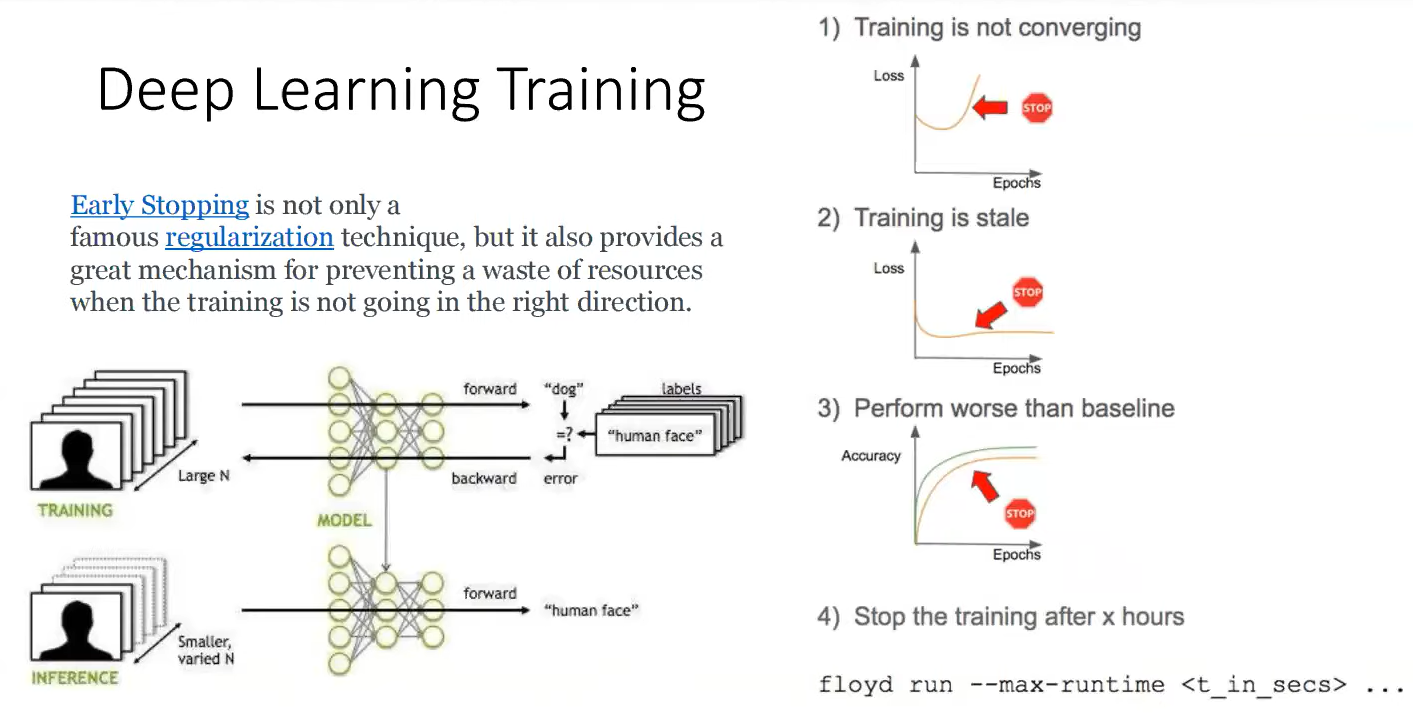 Deep Learning Training
Early Stopping is not only a
famous regularization technique, but it also provides a
great mechanism for preventing a waste of resources
when the training is not going in the right direction.
Large N
TRAINING
MODEL
forward
"dog"
labels
=?
"human face"
backward
error
Smaller,
varied N
INFERENCE
forward
"human face"
1) Training is not converging
Loss
STOP
Epochs
2) Training is stale
Loss
STOP
Epochs
3) Perform worse than baseline
Accuracy
STOP
Epochs
4) Stop the training after x hours
floyd run --max-runtime <t_in_secs> ...